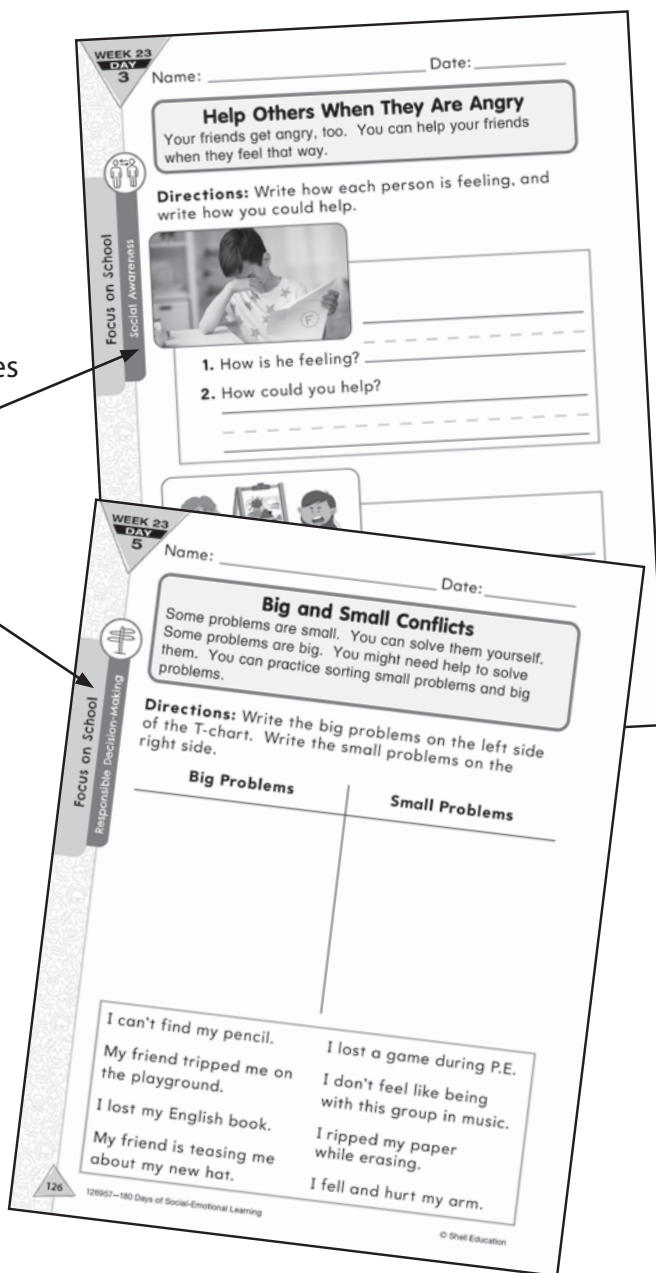 WEEK 23
DAY
3
Name:
Date:
Help Others When They Are Angry
Your friends get angry, too. You can help your friends
when they feel that way.
Focus on School
Social Awareness
Directions: Write how each person is feeling, and
write how you could help.
F
1. How is he feeling?
2. How could you help?
es
WEEK 23
DAY
5
Name:
Date:
Big and Small Conflicts
Some problems are small. You can solve them yourself.
Some problems are big. You might need help to solve
them. You can practice sorting small problems and big
problems.
Focus on School
Responsible Decision-Making
Directions: Write the big problems on the left side
of the T-chart. Write the small problems on the
right side.
Big Problems
Small Problems
I can't find my pencil.
My friend tripped me on
the playground.
I lost my English book.
My friend is teasing me
about my new hat.
I lost a game during P.E.
I don't feel like being
with this group in music.
I ripped my paper
while erasing.
I fell and hurt my arm.
126
126957—180 Days of Social-Emotional Learning
© Shell Education